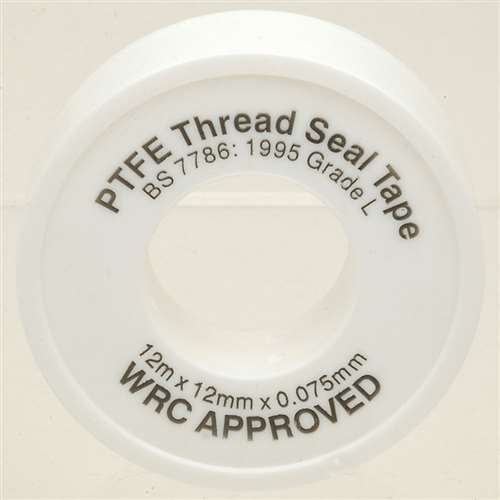 PTFE Thread Seal Tape
BS 7786: 1995 Grade L
12m x 12mm x 0.075mm
WRC APPROVED